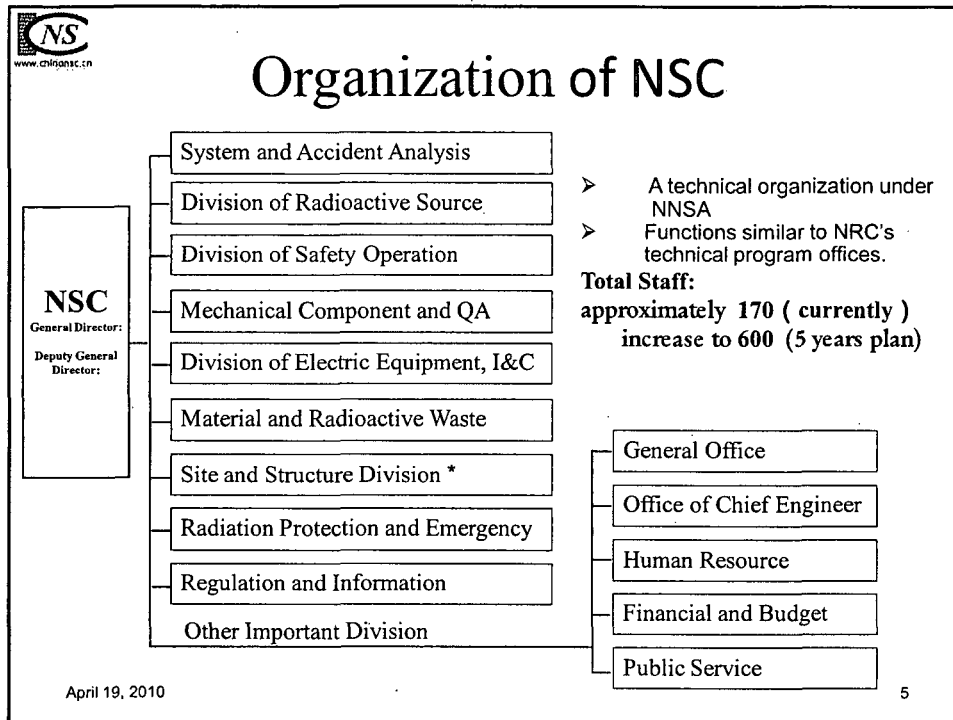 NS
www.chinansc.cn
Organization of NSC
NSC
General Director:
Deputy General
Director:
System and Accident Analysis
Division of Radioactive Source
Division of Safety Operation
Mechanical Component and QA
Division of Electric Equipment, I&C
Material and Radioactive Waste
Site and Structure Division *
Radiation Protection and Emergency
Regulation and Information
Other Important Division
➢ A technical organization under
NNSA
➢ Functions similar to NRC's
technical program offices.
Total Staff:
approximately 170 ( currently )
increase to 600 (5 years plan)
General Office
Office of Chief Engineer
Human Resource
Financial and Budget
Public Service
April 19, 2010
5